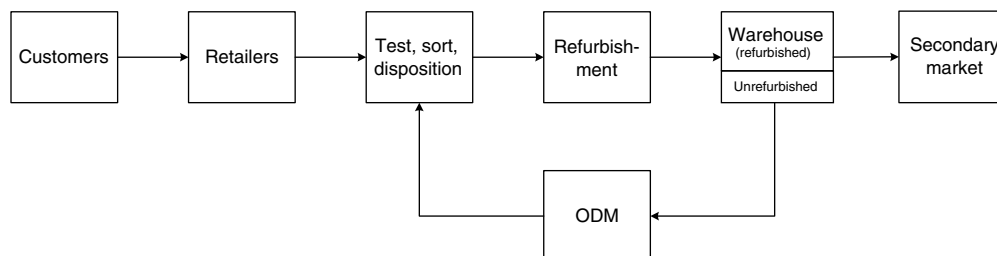 Customers
Retailers
Test, sort,
disposition
Refurbish-
ment
Warehouse
(refurbished)
Unrefurbished
Secondary
market
ODM